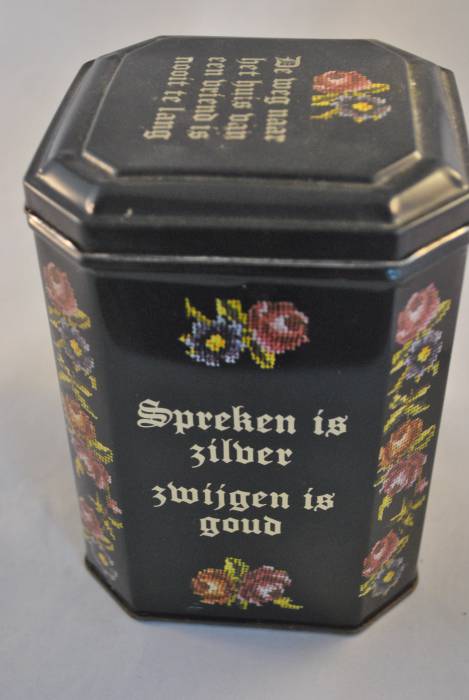 De weg naar
het huis van
een vriend is
nooit te lang
Spreken is
zilver
zwijgen is
goud